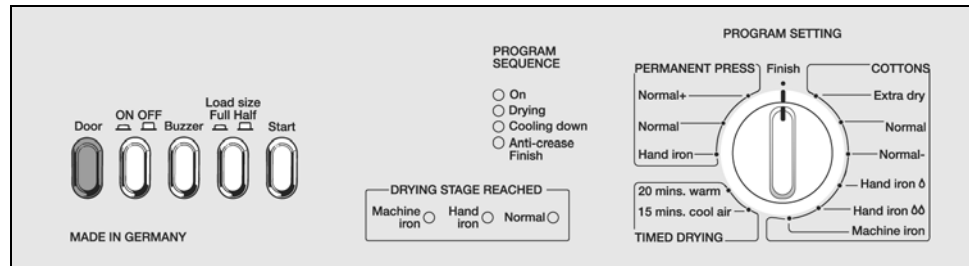 PROGRAM SETTING
PROGRAM
SEQUENCE
On
Drying
Cooling down
Anti-crease
Finish
PERMANENT PRESS
Finish
COTTONS
Normal+
Normal
Hand iron
Extra dry
Normal
Normal-
Hand iron
Hand iron
Machine iron
20 mins. warm
15 mins. cool air
TIMED DRYING
Door
ON OFF
Buzzer
Load size
Full Half
Start
DRYING STAGE REACHED
Machine
iron
Hand
iron
Normal
MADE IN GERMANY